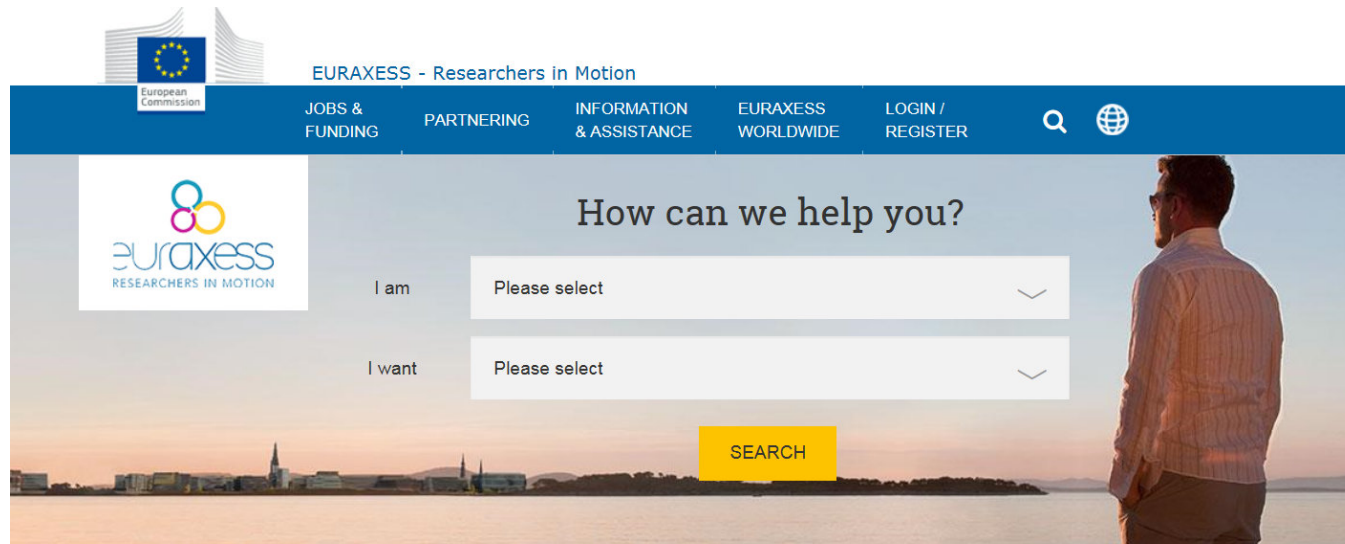 EURAXESS - Researchers in Motion
European
Commission
JOBS &
FUNDING
PARTNERING
INFORMATION
& ASSISTANCE
EURAXESS
WORLDWIDE
LOGIN /
REGISTER
euraxess
RESEARCHERS IN MOTION
How can we help you?
I am
Please select
I want
Please select
SEARCH